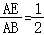 AE/AB = 1/2